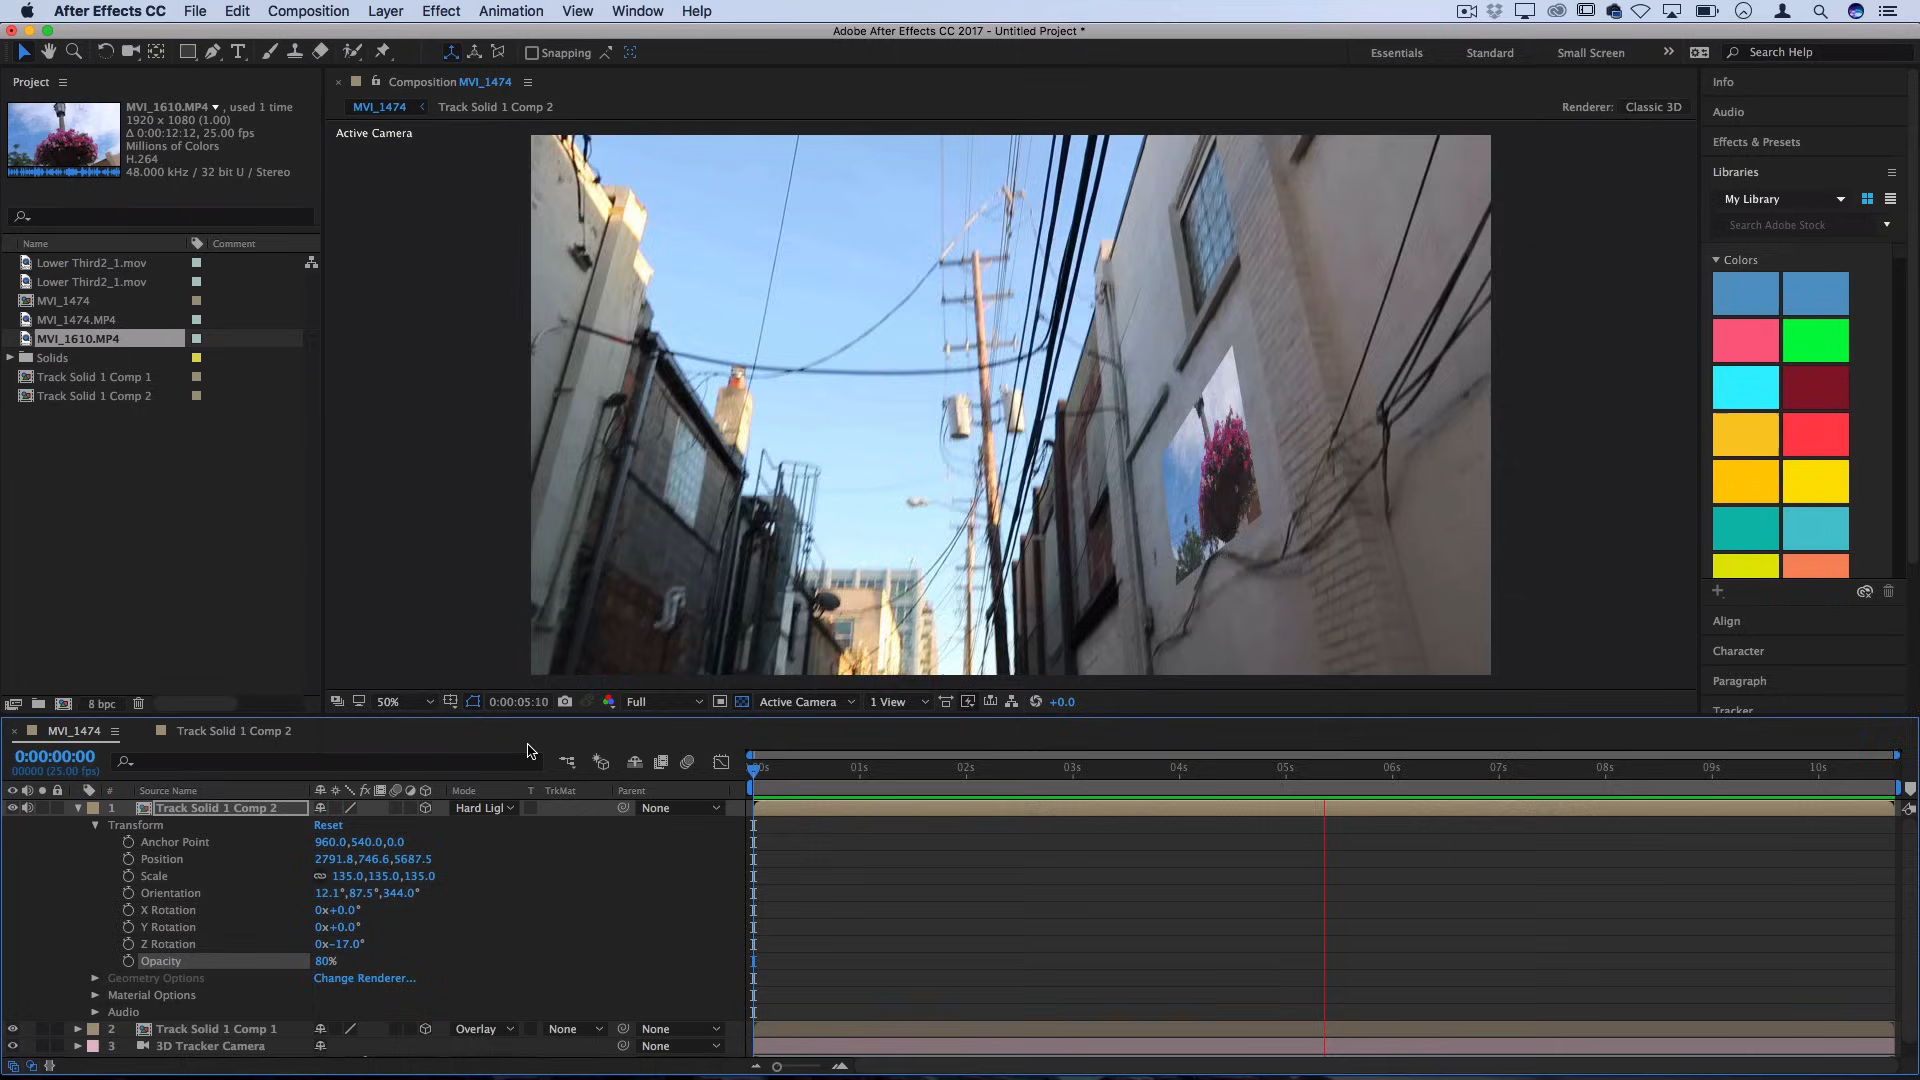 After Effects CC File Edit Composition Layer Effect Animation View Window Help
Adobe After Effects CC 2017 - Untitled Project *
Snapping Essentials Standard Small Screen >> Search Help
Project
MVI_1610.MP4 , used 1 time
1920 x 1080 (1.00)
Δ 0:00:12:12, 25.00 fps
Millions of Colors
H.264
48.000 kHz / 32 bit U / Stereo
Name Comment
Lower Third2_1.mov
Lower Third2_1.mov
MVI_1474
MVI_1474.MP4
MVI_1610.MP4
Solids
Track Solid 1 Comp 1
Track Solid 1 Comp 2
8 bpc
Composition MVI_1474
MVI_1474 Track Solid 1 Comp 2 Renderer: Classic 3D
Active Camera
50% 0:00:05:10 Full Active Camera 1 View +0.0
Info
Audio
Effects & Presets
Libraries
My Library
Search Adobe Stock
Colors
Align
Character
Paragraph
Tracker
MVI_1474 Track Solid 1 Comp 2
0:00:00:00
00000 (25.00 fps)
01s 02s 03s 04s 05s 06s 07s 08s 09s 10s
# Source Name Mode T TrkMat Parent
1 Track Solid 1 Comp 2 Hard Ligl None
Transform Reset
Anchor Point 960.0,540.0,0.0
Position 2791.8,746.6,5687.5
Scale 135.0,135.0,135.0
Orientation 12.1°,87.5°,344.0°
X Rotation 0x+0.0°
Y Rotation 0x+0.0°
Z Rotation 0x-17.0°
Opacity 80%
Geometry Options Change Renderer...
Material Options
Audio
2 Track Solid 1 Comp 1 Overlay None None
3 3D Tracker Camera None